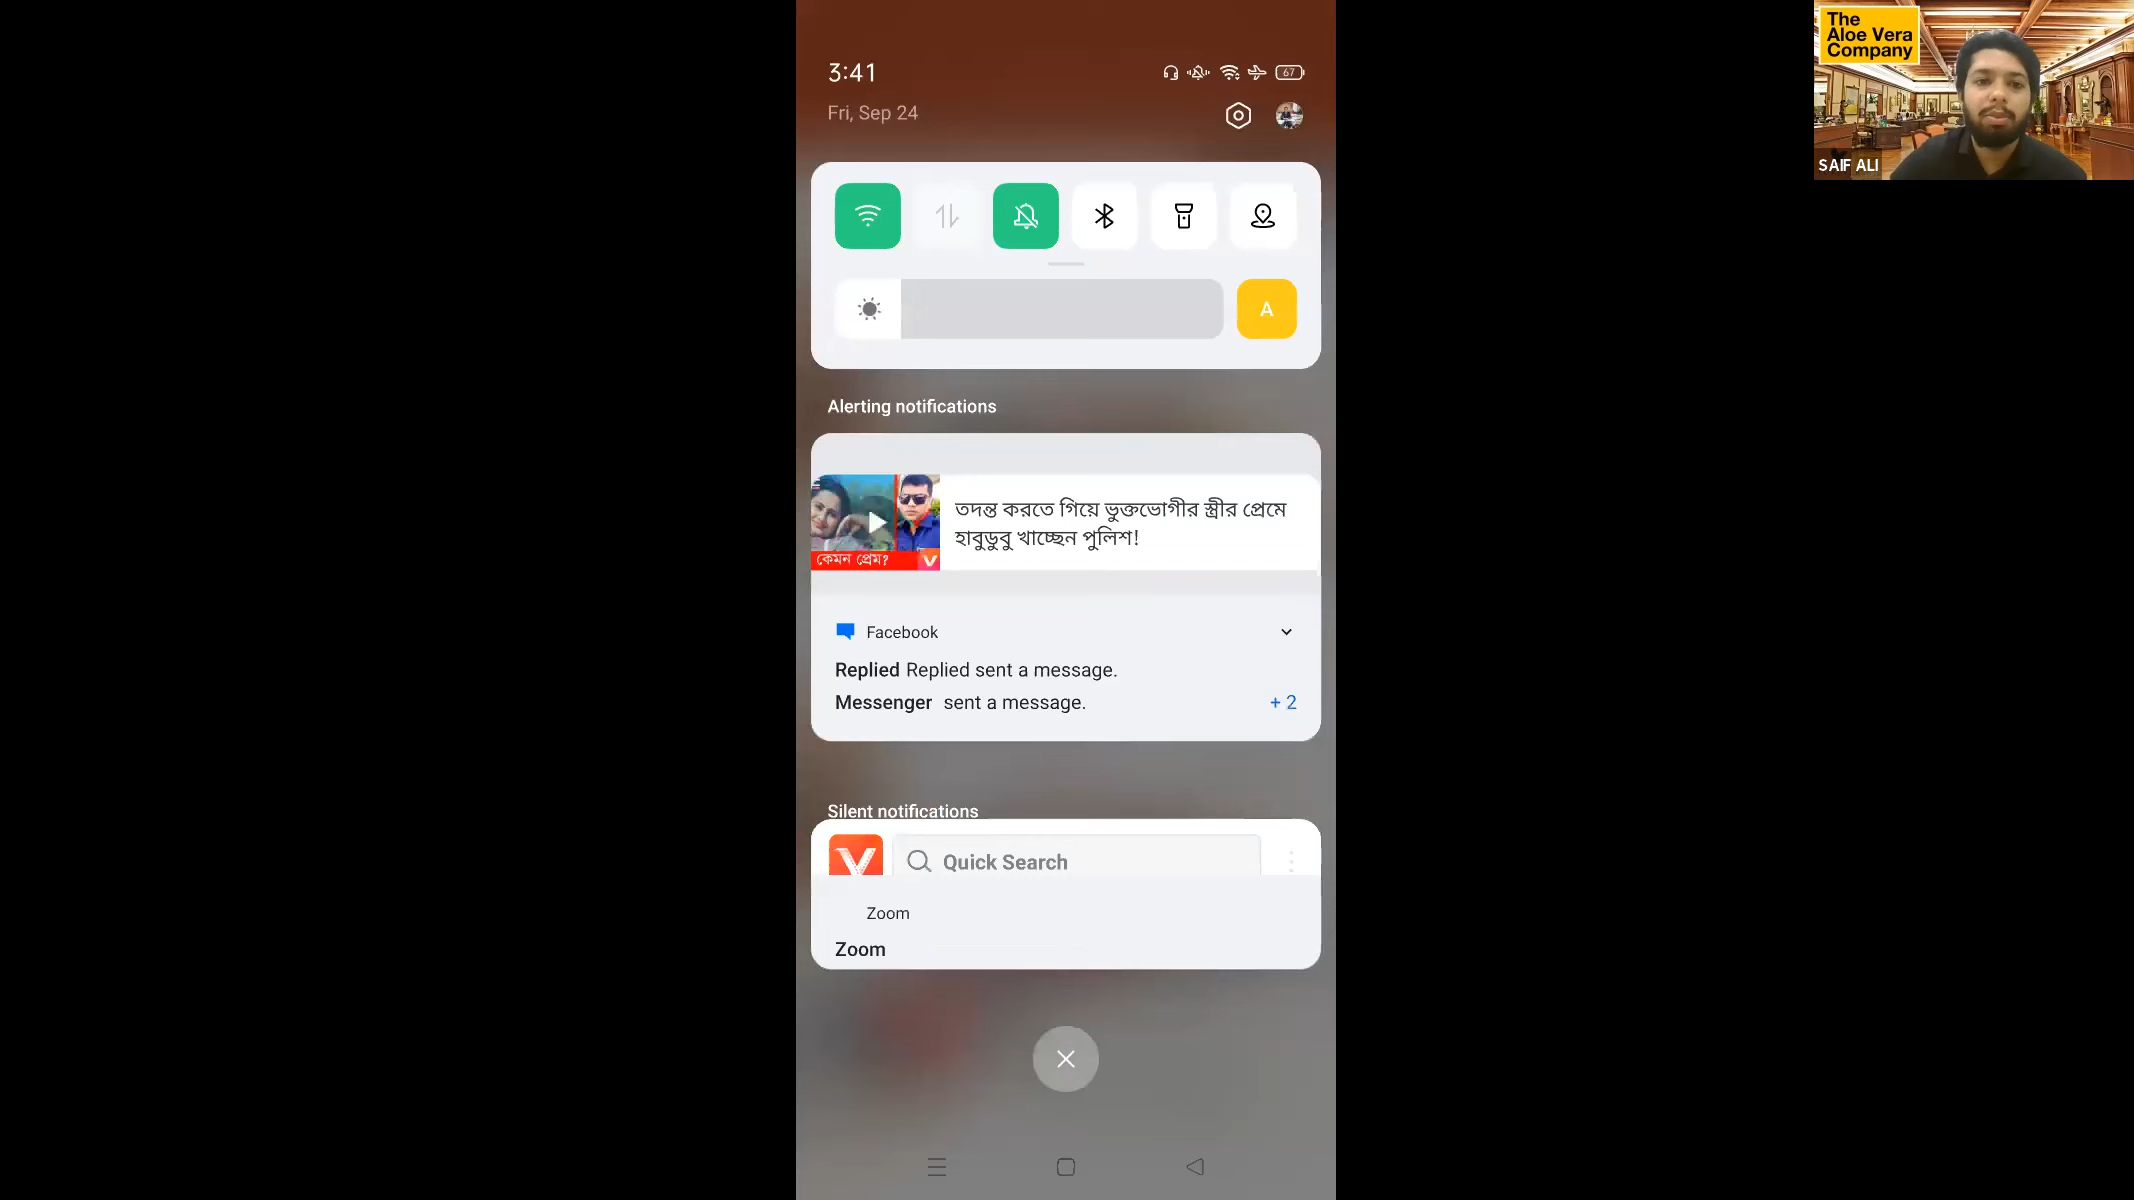 3:41
67
Fri, Sep 24
A
Alerting notifications
তদন্ত করতে গিয়ে ভুক্তভোগীর স্ত্রীর প্রেমে
হাবুডুবু খাচ্ছেন পুলিশ!
কেমন প্রেম?
Facebook
Replied Replied sent a message.
Messenger sent a message. + 2
Silent notifications
Quick Search
Zoom
Zoom
The
Aloe Vera
Company
SAIF ALI